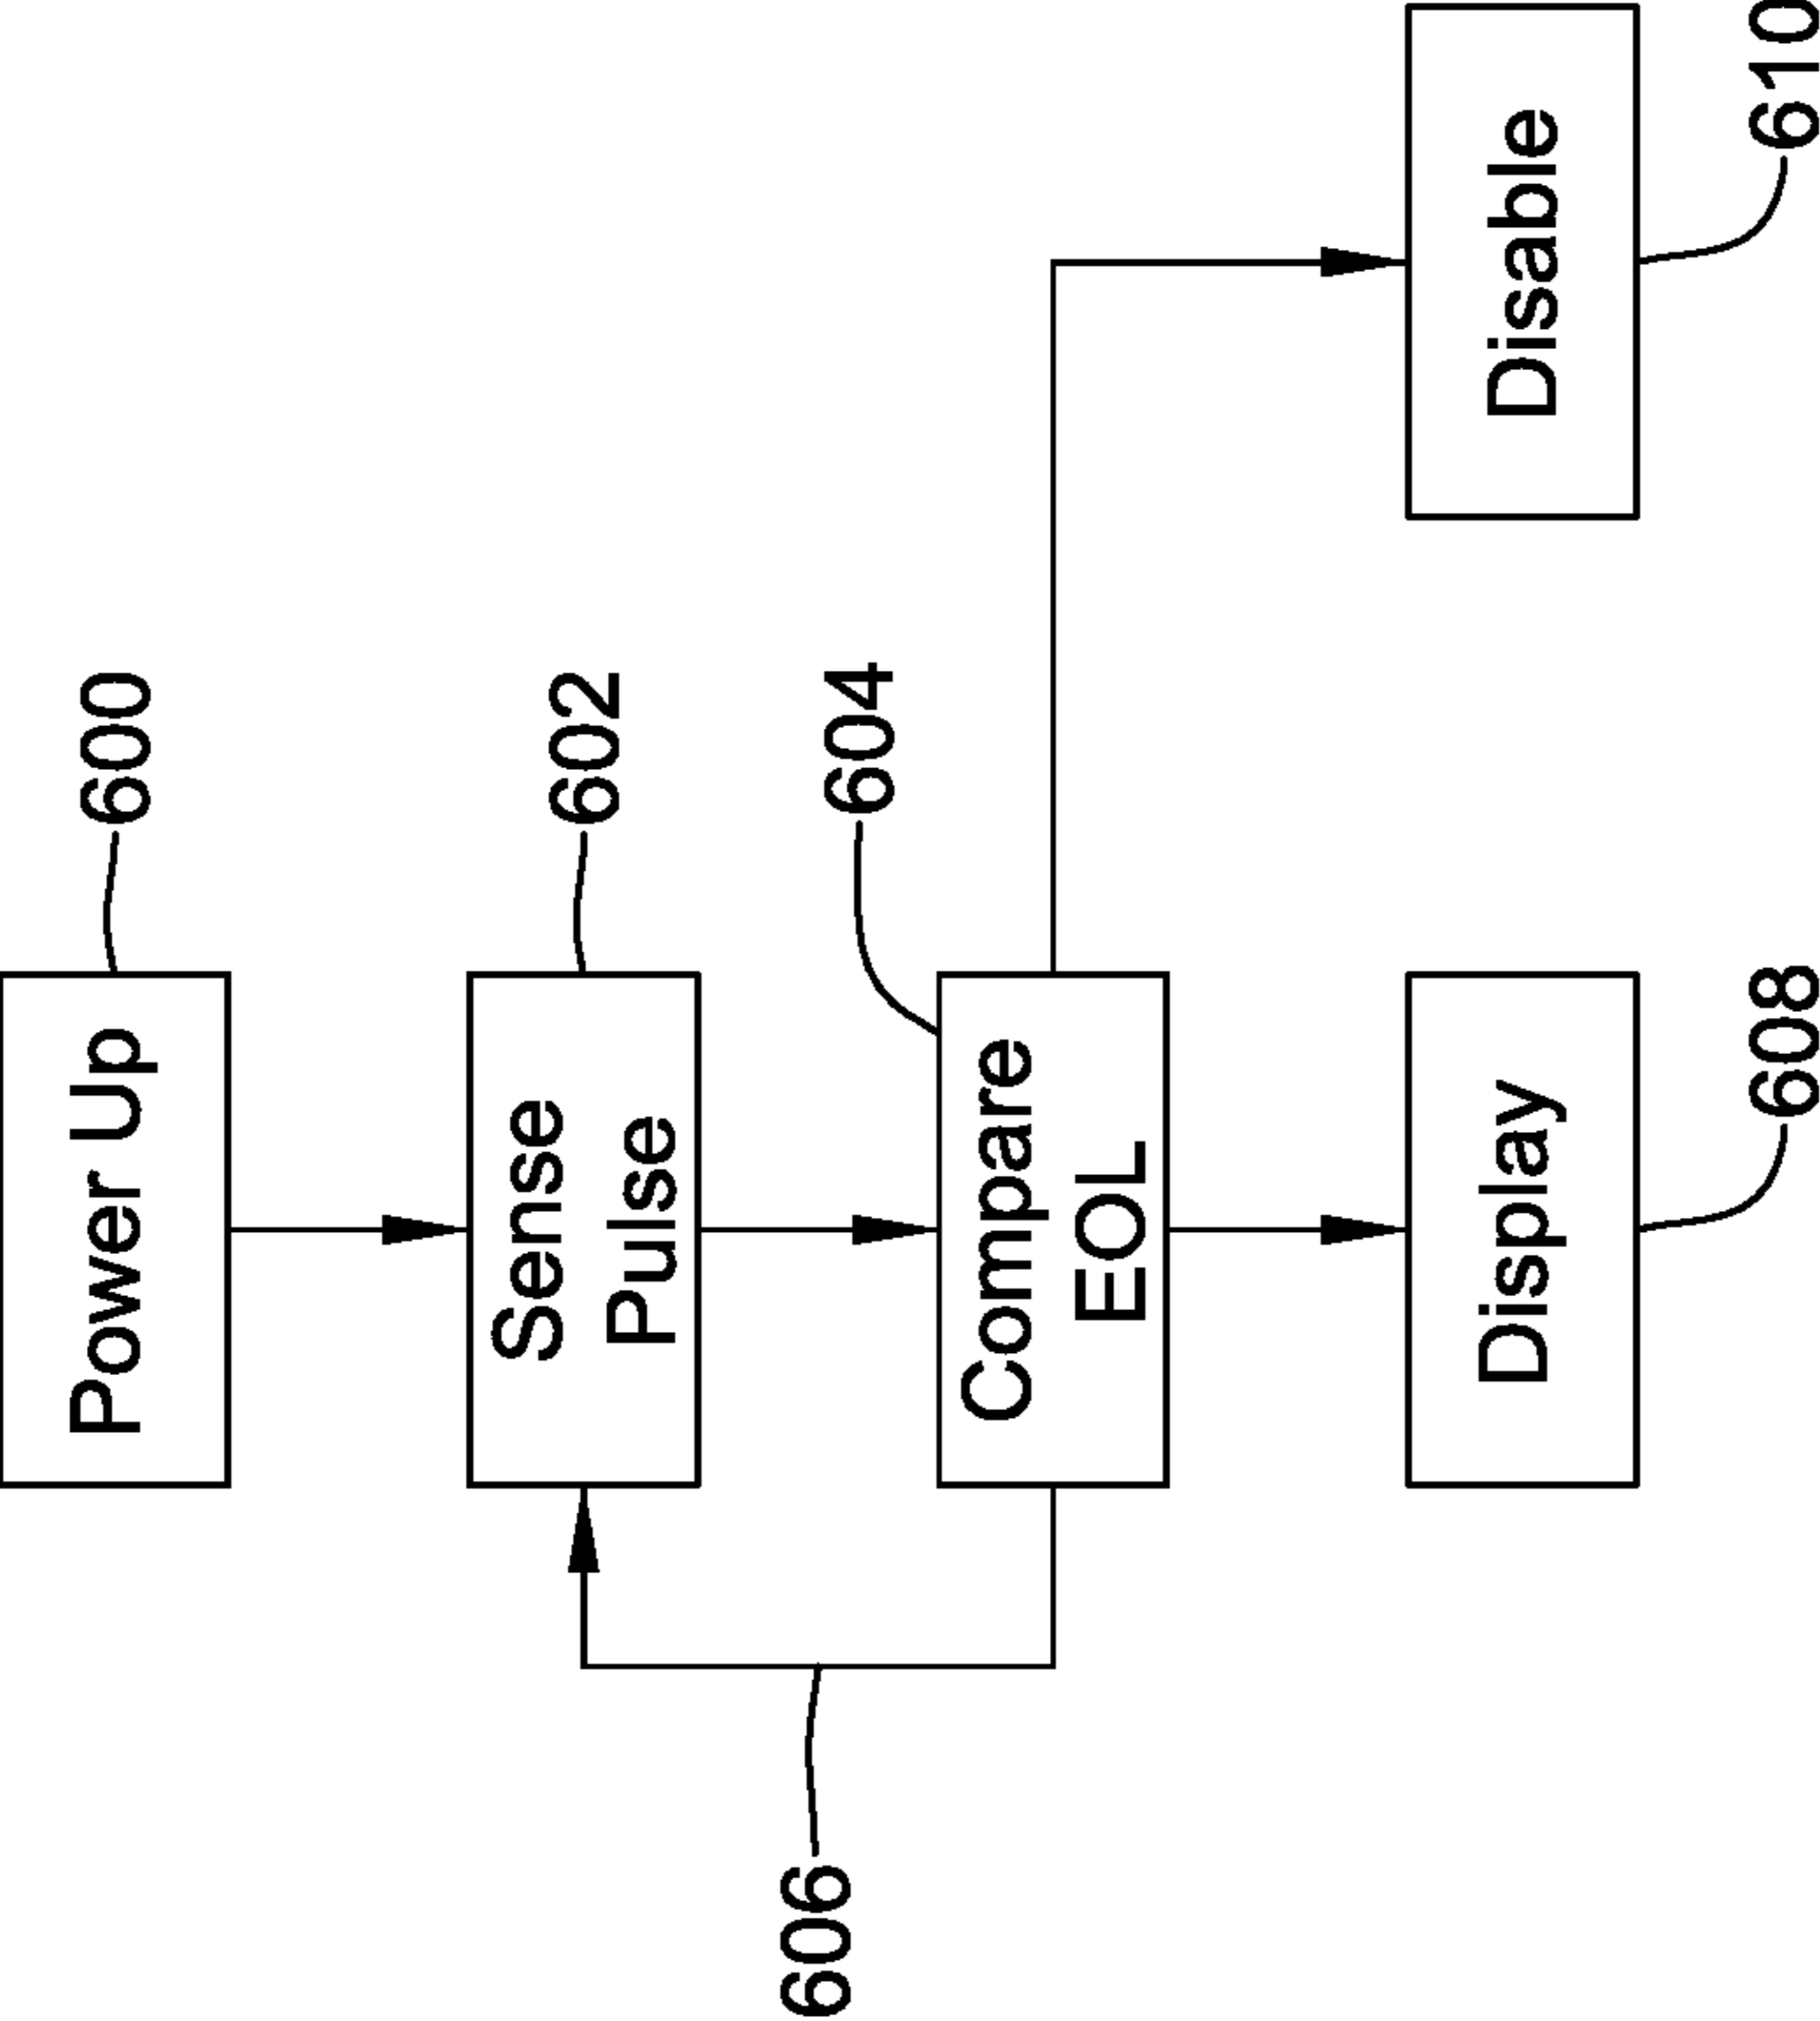 Power Up
600
Sense
Pulse
602
Compare
EOL
604
606
Display
608
Disable
610